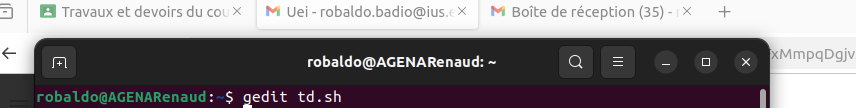 Travaux et devoirs du cou
Uei - robaldo.badio@ius.e
Boîte de réception (35) -
robaldo@AGENARenaud: ~
xMmpqDgjv
robaldo@AGENARenaud:~$ gedit td.sh